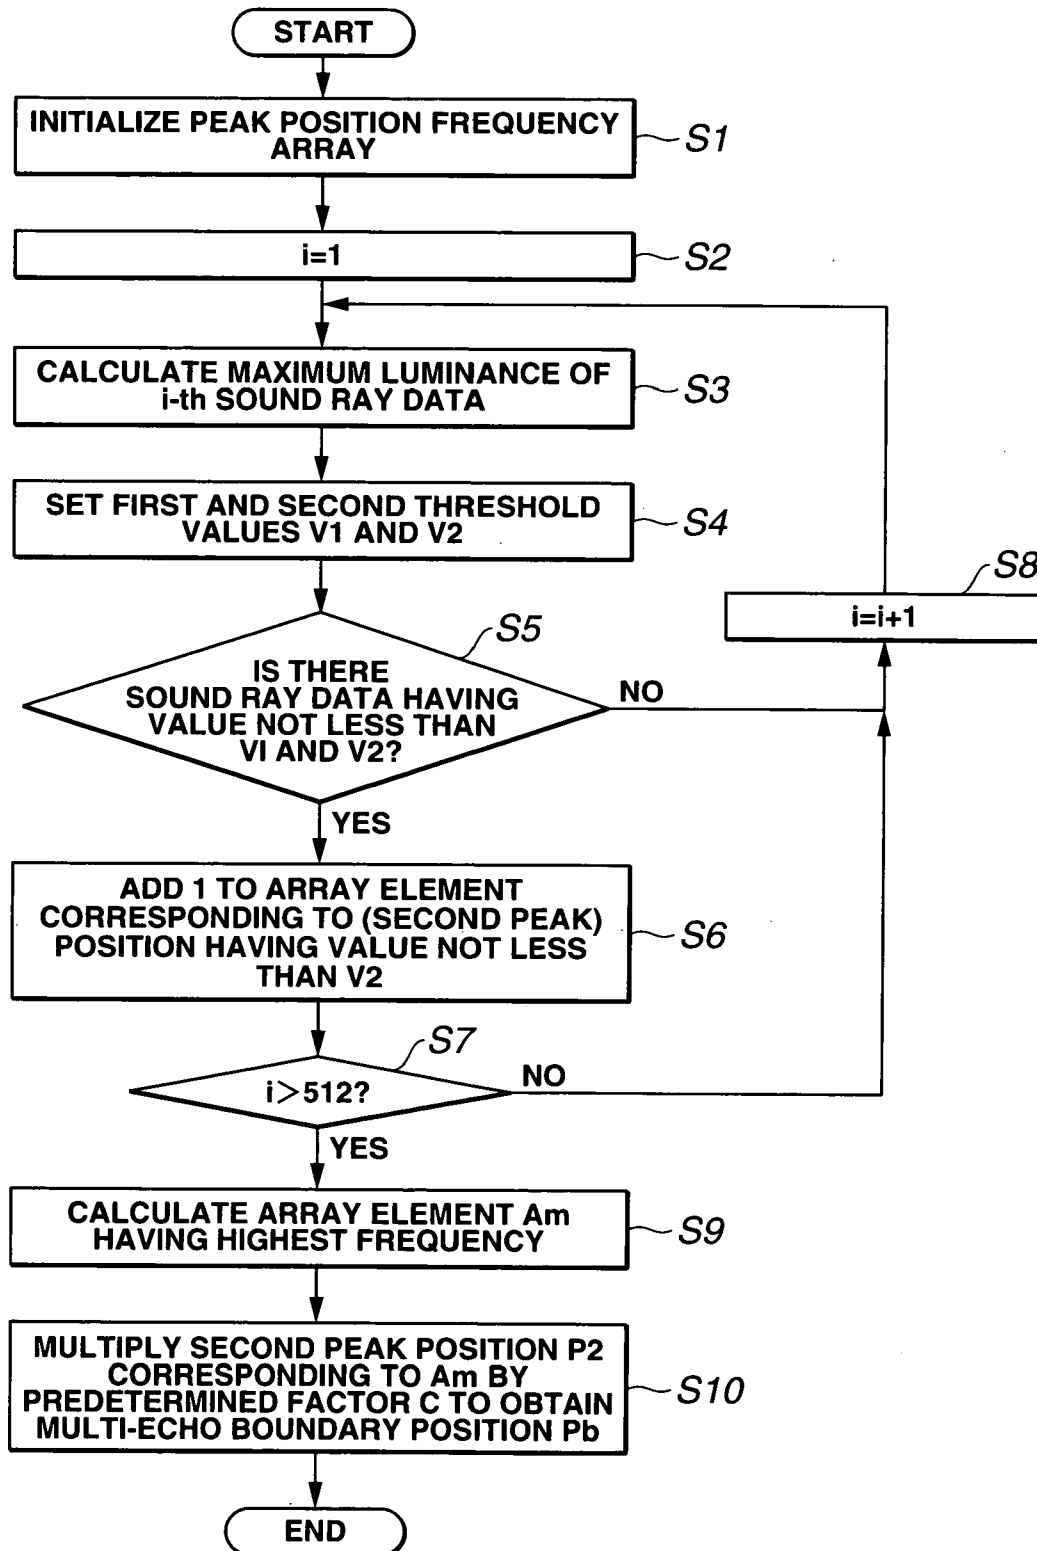 START
INITIALIZE PEAK POSITION FREQUENCY
ARRAY
S1
i=1
S2
CALCULATE MAXIMUM LUMINANCE OF
i-th SOUND RAY DATA
S3
SET FIRST AND SECOND THRESHOLD
VALUES V1 AND V2
S4
S8
i=i+1
S5
IS THERE
SOUND RAY DATA HAVING
VALUE NOT LESS THAN
VI AND V2?
NO
YES
ADD 1 TO ARRAY ELEMENT
CORRESPONDING TO (SECOND PEAK)
POSITION HAVING VALUE NOT LESS
THAN V2
S6
S7
i>512?
NO
YES
CALCULATE ARRAY ELEMENT Am
HAVING HIGHEST FREQUENCY
S9
MULTIPLY SECOND PEAK POSITION P2
CORRESPONDING TO Am BY
PREDETERMINED FACTOR C TO OBTAIN
MULTI-ECHO BOUNDARY POSITION Pb
S10
END